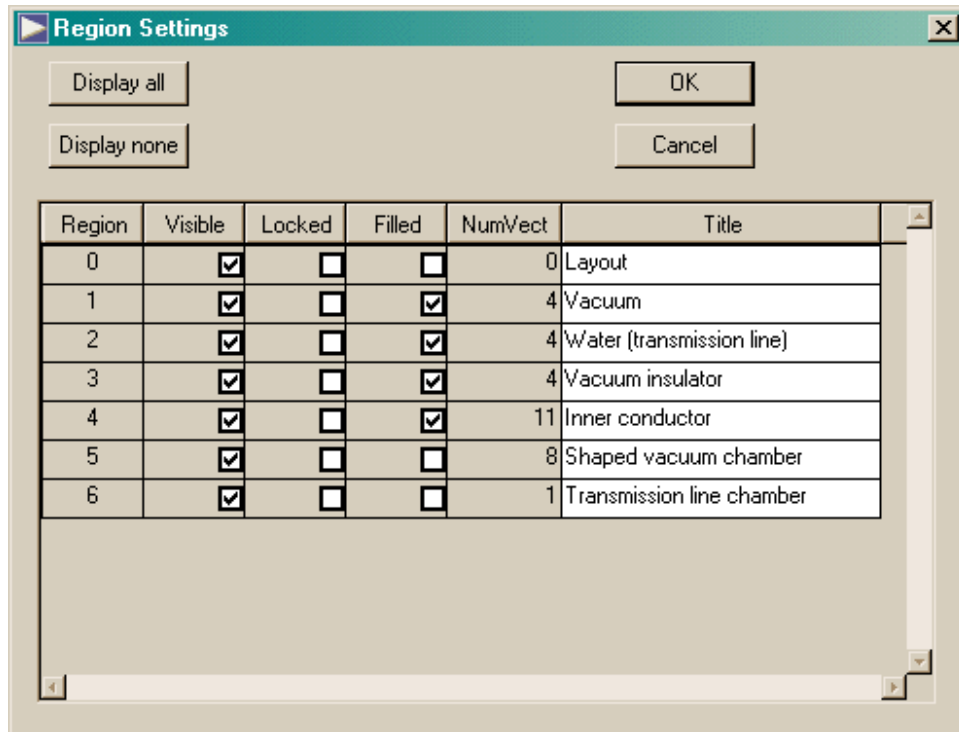 Region Settings
Display all
OK
Display none
Cancel
Region Visible Locked Filled NumVect Title
0 0 Layout
1 4 Vacuum
2 4 Water (transmission line)
3 4 Vacuum insulator
4 11 Inner conductor
5 8 Shaped vacuum chamber
6 1 Transmission line chamber